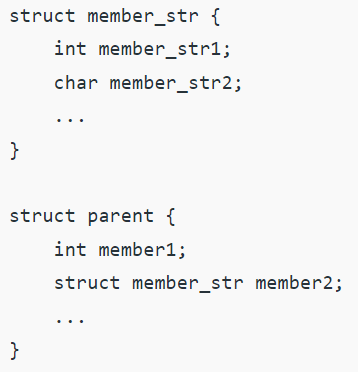 struct member_str {
    int member_str1;
    char member_str2;
    ...
}

struct parent {
    int member1;
    struct member_str member2;
    ...
}